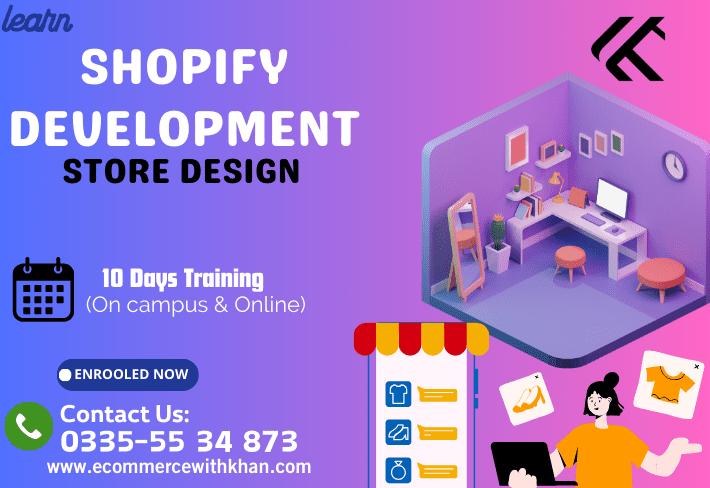 learn
SHOPIFY
DEVELOPMENT
STORE DESIGN
10 Days Training
(On campus & Online)
ENROOLED NOW
Contact Us:
0335-55 34 873
www.ecommercewithkhan.com